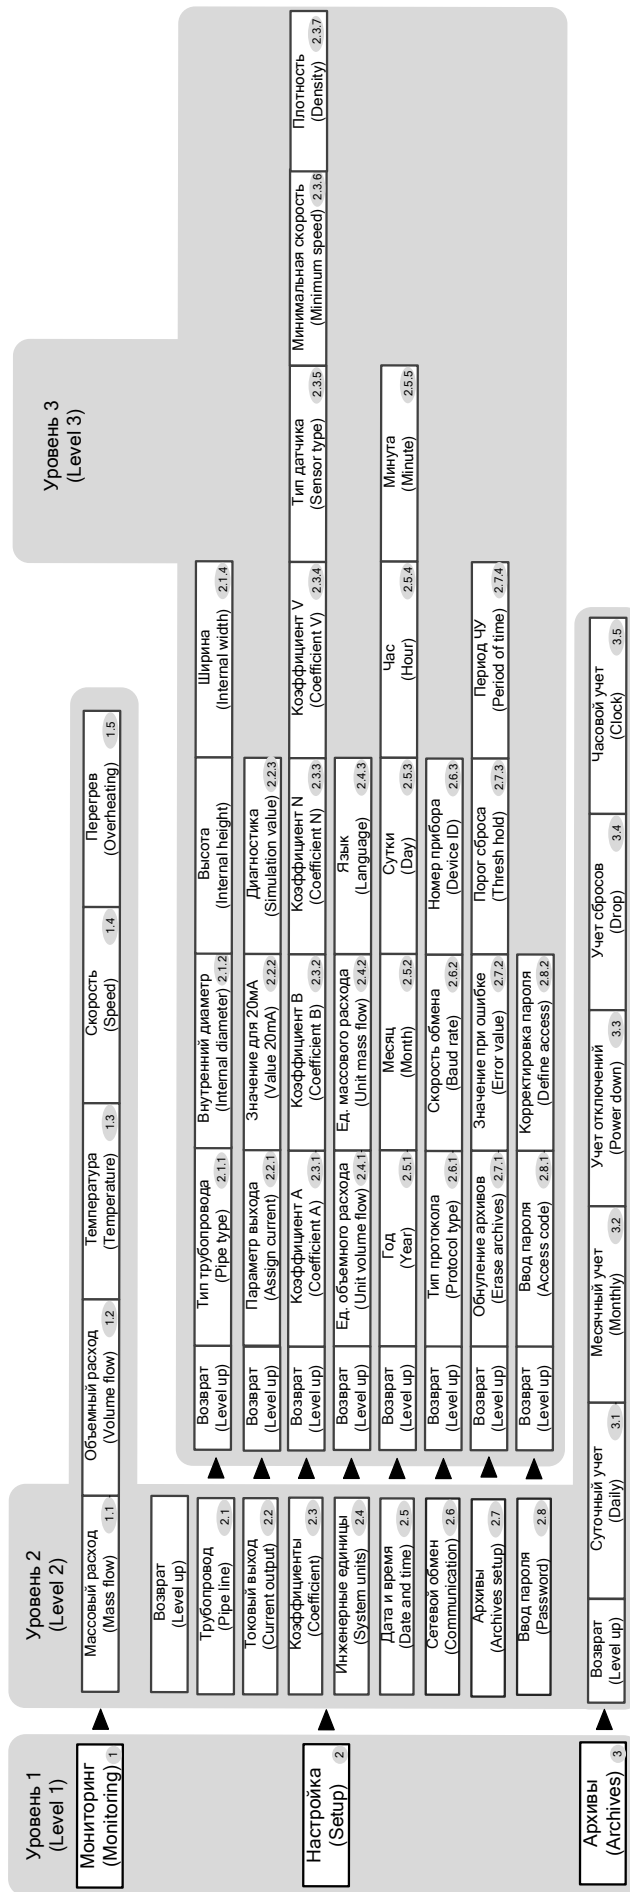 Уровень 1
(Level 1)
Уровень 2
(Level 2)
Уровень 3
(Level 3)
Мониторинг
(Monitoring) 1
Массовый расход
(Mass flow) 1.1
Объемный расход
(Volume flow) 1.2
Температура
(Temperature) 1.3
Скорость
(Speed) 1.4
Перегрев
(Overheating) 1.5
Настройка
(Setup) 2
Возврат
(Level up)
Трубопровод
(Pipe line) 2.1
Возврат
(Level up)
Тип трубопровода
(Pipe type) 2.1.1
Внутренний диаметр
(Internal diameter) 2.1.2
Высота
(Internal height)
Ширина
(Internal width) 2.1.4
Токовый выход
(Current output) 2.2
Возврат
(Level up)
Параметр выхода
(Assign current) 2.2.1
Значение для 20мА
(Value 20mA) 2.2.2
Диагностика
(Simulation value) 2.2.3
Коэффициенты
(Coefficient) 2.3
Возврат
(Level up)
Коэффициент A
(Coefficient A) 2.3.1
Коэффициент B
(Coefficient B) 2.3.2
Коэффициент N
(Coefficient N) 2.3.3
Коэффициент V
(Coefficient V) 2.3.4
Тип датчика
(Sensor type) 2.3.5
Минимальная скорость
(Minimum speed) 2.3.6
Плотность
(Density) 2.3.7
Инженерные единицы
(System units) 2.4
Возврат
(Level up)
Ед. объемного расхода
(Unit volume flow) 2.4.1
Ед. массового расхода
(Unit mass flow) 2.4.2
Язык
(Language) 2.4.3
Дата и время
(Date and time) 2.5
Возврат
(Level up)
Год
(Year) 2.5.1
Месяц
(Month) 2.5.2
Сутки
(Day) 2.5.3
Час
(Hour) 2.5.4
Минута
(Minute) 2.5.5
Сетевой обмен
(Communication) 2.6
Возврат
(Level up)
Тип протокола
(Protocol type) 2.6.1
Скорость обмена
(Baud rate) 2.6.2
Номер прибора
(Device ID) 2.6.3
Архивы
(Archives setup) 2.7
Возврат
(Level up)
Обнуление архивов
(Erase archives) 2.7.1
Значение при ошибке
(Error value) 2.7.2
Порог сброса
(Thresh hold) 2.7.3
Период ЧУ
(Period of time) 2.7.4
Ввод пароля
(Password) 2.8
Возврат
(Level up)
Ввод пароля
(Access code) 2.8.1
Корректировка пароля
(Define access) 2.8.2
Архивы
(Archives) 3
Возврат
(Level up)
Суточный учет
(Daily) 3.1
Месячный учет
(Monthly) 3.2
Учет отключений
(Power down) 3.3
Учет сбросов
(Drop) 3.4
Часовой учет
(Clock) 3.5